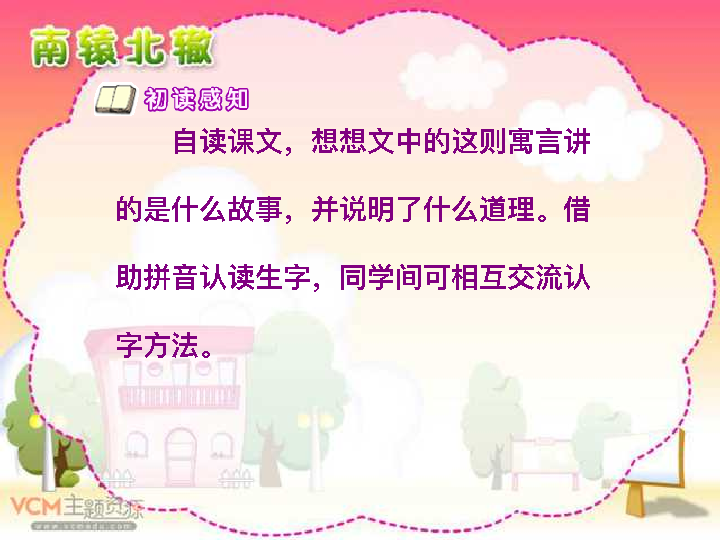 南辕北辙
初读感知
自读课文，想想文中的这则寓言讲
的是什么故事，并说明了什么道理。借
助拼音认读生字，同学间可相互交流认
字方法。
VCM主题资源
www.vcmedu.com